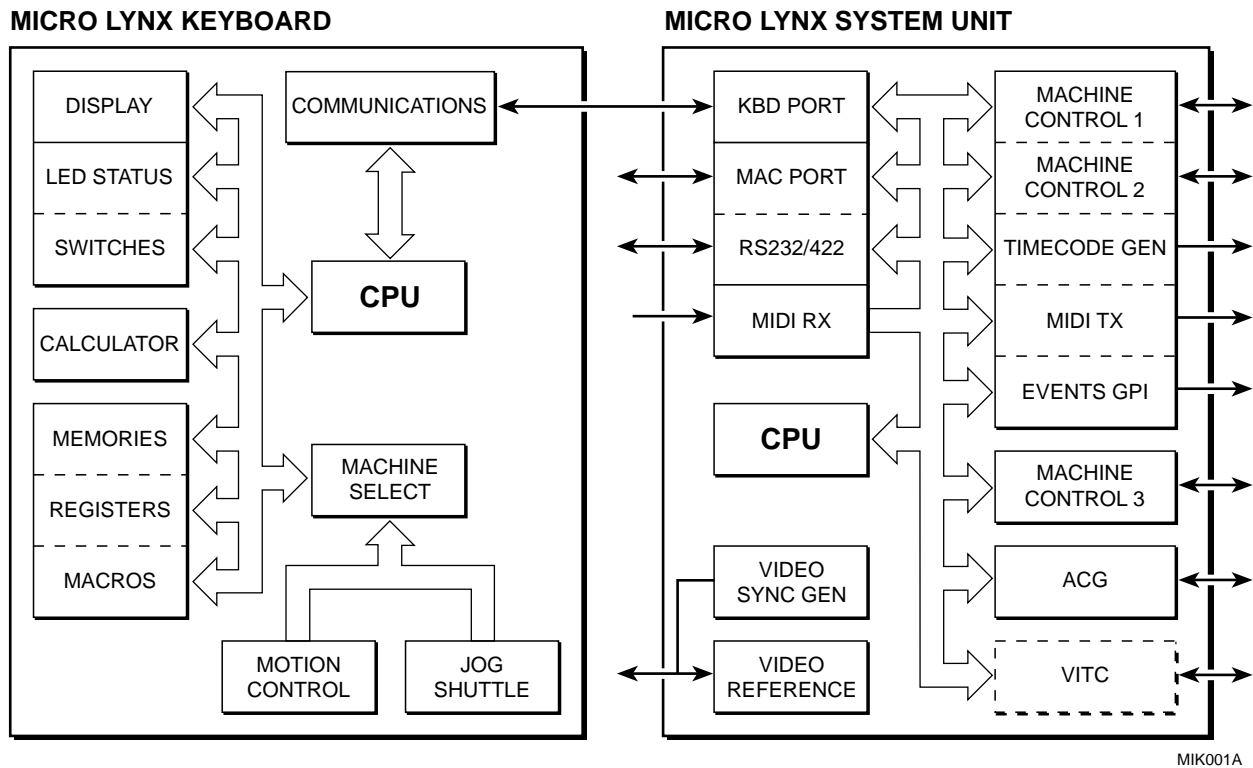 MICRO LYNX KEYBOARD
DISPLAY
LED STATUS
SWITCHES
CALCULATOR
MEMORIES
REGISTERS
MACROS
COMMUNICATIONS
CPU
MACHINE
SELECT
MOTION
CONTROL
JOG
SHUTTLE
MICRO LYNX SYSTEM UNIT
KBD PORT
MAC PORT
RS232/422
MIDI RX
CPU
VIDEO
SYNC GEN
VIDEO
REFERENCE
MACHINE
CONTROL 1
MACHINE
CONTROL 2
TIMECODE GEN
MIDI TX
EVENTS GPI
MACHINE
CONTROL 3
ACG
VITC
MIK001A